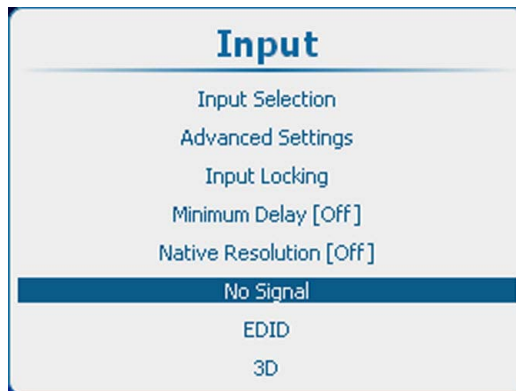 Input
Input Selection
Advanced Settings
Input Locking
Minimum Delay [Off]
Native Resolution [Off]
No Signal
EDID
3D